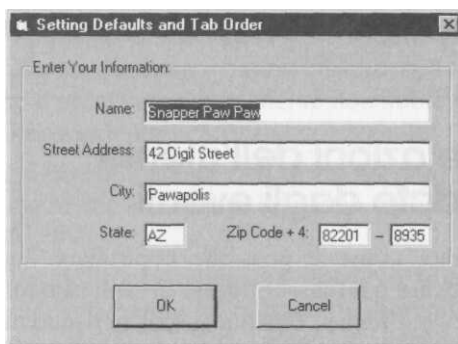 Setting Defaults and Tab Order
Enter Your Information:
Name: Snapper Paw Paw
Street Address: 42 Digit Street
City: Pawapolis
State: AZ Zip Code + 4: 82201 - 8935
OK Cancel